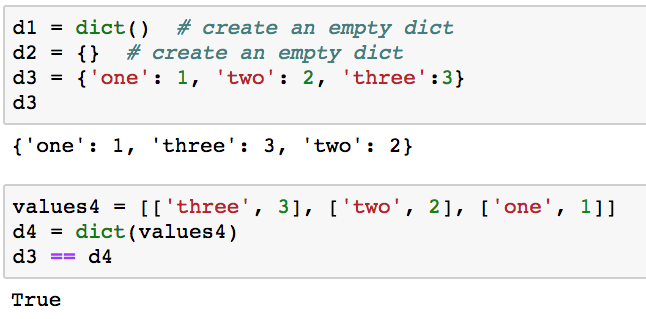 d1 = dict()  # create an empty dict
d2 = {}  # create an empty dict
d3 = {'one': 1, 'two': 2, 'three':3}
d3
{'one': 1, 'three': 3, 'two': 2}
values4 = [['three', 3], ['two', 2], ['one', 1]]
d4 = dict(values4)
d3 == d4
True